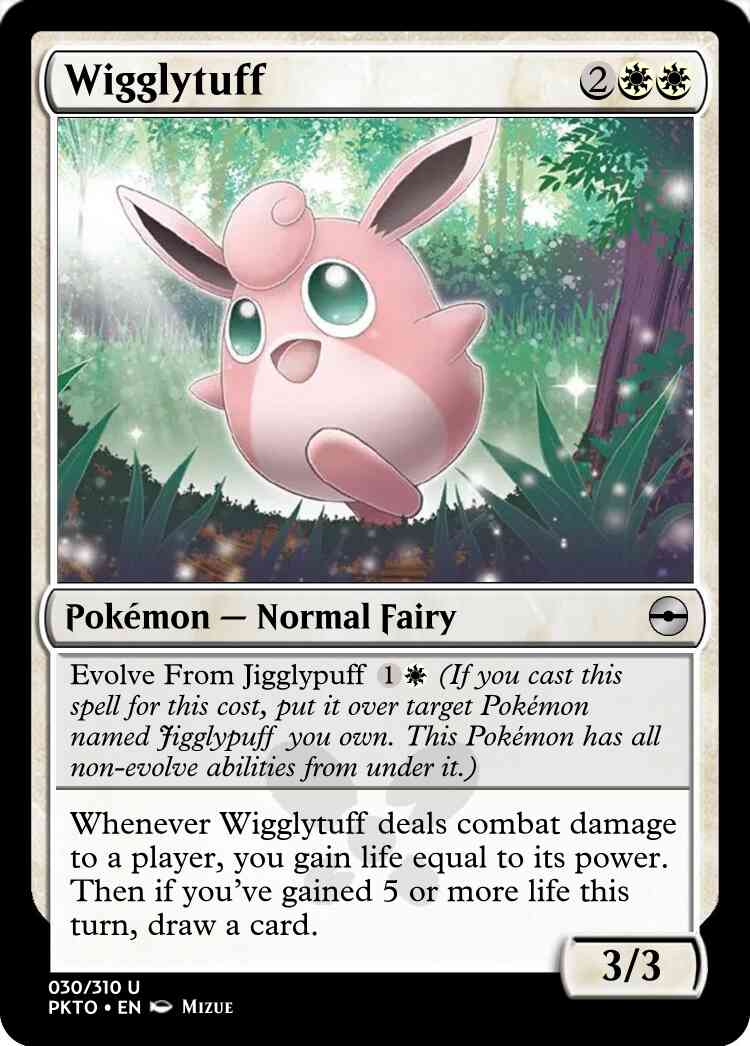 Wigglytuff 2
Pokémon — Normal Fairy
Evolve From Jigglypuff 1 (If you cast this
spell for this cost, put it over target Pokémon
named Jigglypuff you own. This Pokémon has all
non-evolve abilities from under it.)
Whenever Wigglytuff deals combat damage
to a player, you gain life equal to its power.
Then if you've gained 5 or more life this
turn, draw a card.
3/3
030/310 U
PKTO • EN Mizue